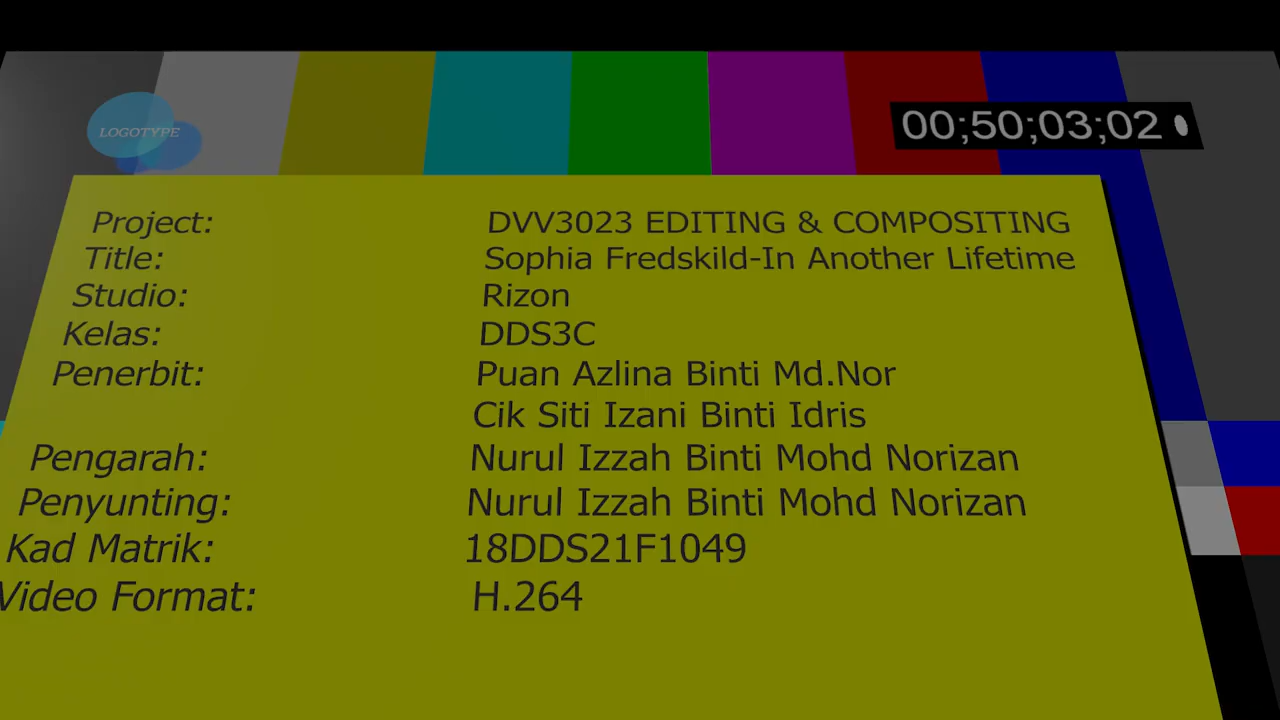 LOGOTYPE
00;50;03;02
Project: DVV3023 EDITING & COMPOSITING
Title: Sophia Fredskild-In Another Lifetime
Studio: Rizon
Kelas: DDS3C
Penerbit: Puan Azlina Binti Md.Nor
Cik Siti Izani Binti Idris
Pengarah: Nurul Izzah Binti Mohd Norizan
Penyunting: Nurul Izzah Binti Mohd Norizan
Kad Matrik: 18DDS21F1049
Video Format: H.264